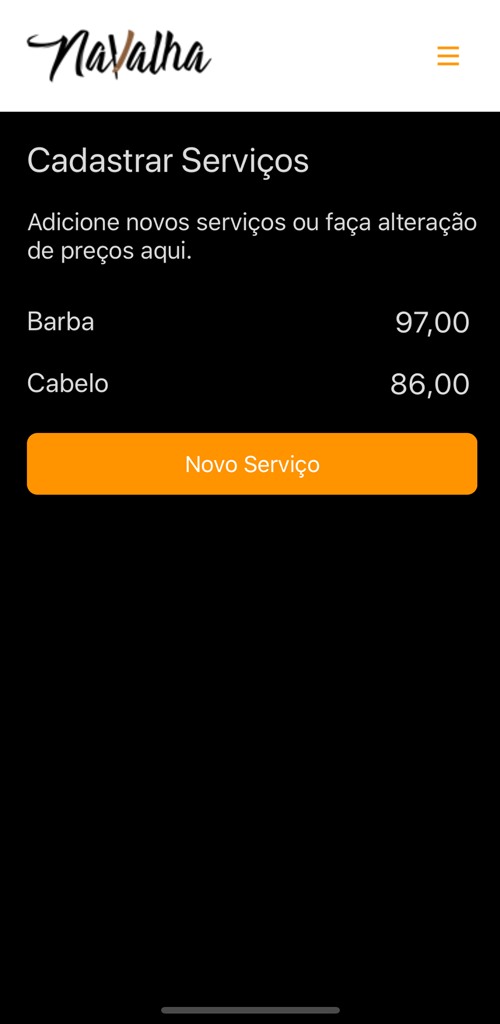 Navalha
Cadastrar Serviços
Adicione novos serviços ou faça alteração
de preços aqui.
Barba 97,00
Cabelo 86,00
Novo Serviço